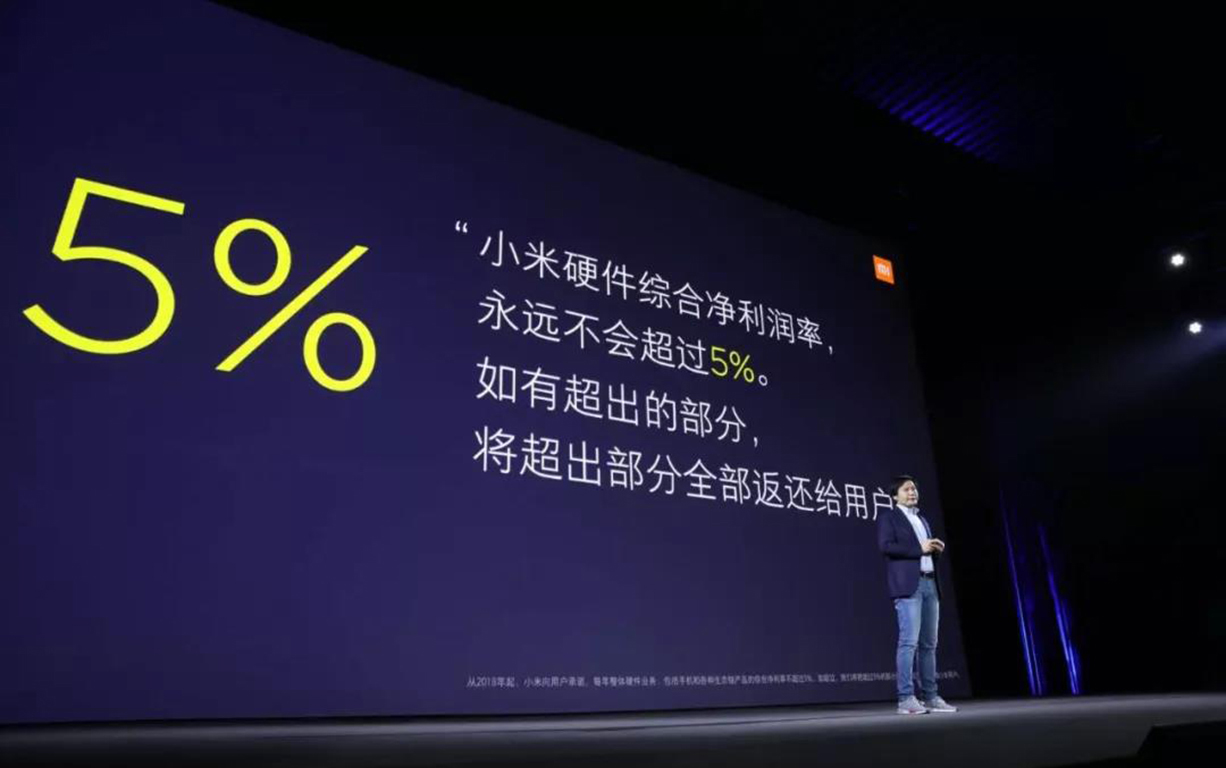 5%
“小米硬件综合净利润率，
永远不会超过5%。
如有超出的部分，
将超出部分全部返还给用户
mi
从2018年起，小米向用户承诺，每年整体硬件业务，包括手机和各种生态链产品的综合净利率不超过5%，如超过，我们将把超过5%的部分